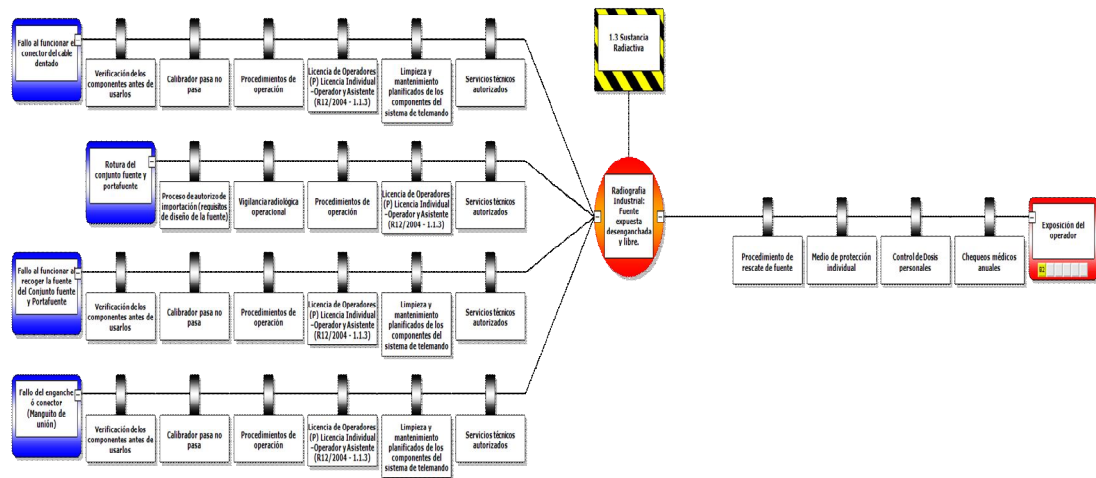 Fallo al funcionar el
conector del cable
dentado
Verificación de los
componentes antes de
usarlos
Calibrador pasa no
pasa
Procedimientos de
operación
Licencia de Operadores
(P) Licencia Individual
-Operador y Asistente
(R12/2004 - 1.1.3)
Limpieza y
mantenimiento
planificados de los
componentes del
sistema de telemando
Servicios técnicos
autorizados
1.3 Sustancia
Radiactiva
Rotura del
conjunto fuente y
portafuente
Proceso de autorizo de
importación (requisitos
de diseño de la fuente)
Vigilancia radiológica
operacional
Procedimientos de
operación
Licencia de Operadores
(P) Licencia Individual
-Operador y Asistente
(R12/2004 - 1.1.3)
Servicios técnicos
autorizados
Radiografía
Industrial:
Fuente
expuesta
desenganchada
y libre.
Procedimiento de
rescate de fuente
Medio de protección
individual
Control de Dosis
personales
Chequeos médicos
anuales
Exposición del
operador
Fallo al funcionar al
recoger la fuente
del Conjunto fuente
y Portafuente
Verificación de los
componentes antes de
usarlos
Calibrador pasa no
pasa
Procedimientos de
operación
Licencia de Operadores
(P) Licencia Individual
-Operador y Asistente
(R12/2004 - 1.1.3)
Limpieza y
mantenimiento
planificados de los
componentes del
sistema de telemando
Servicios técnicos
autorizados
Fallo del enganche
ó conector
(Manguito de
unión)
Verificación de los
componentes antes de
usarlos
Calibrador pasa no
pasa
Procedimientos de
operación
Licencia de Operadores
(P) Licencia Individual
-Operador y Asistente
(R12/2004 - 1.1.3)
Limpieza y
mantenimiento
planificados de los
componentes del
sistema de telemando
Servicios técnicos
autorizados